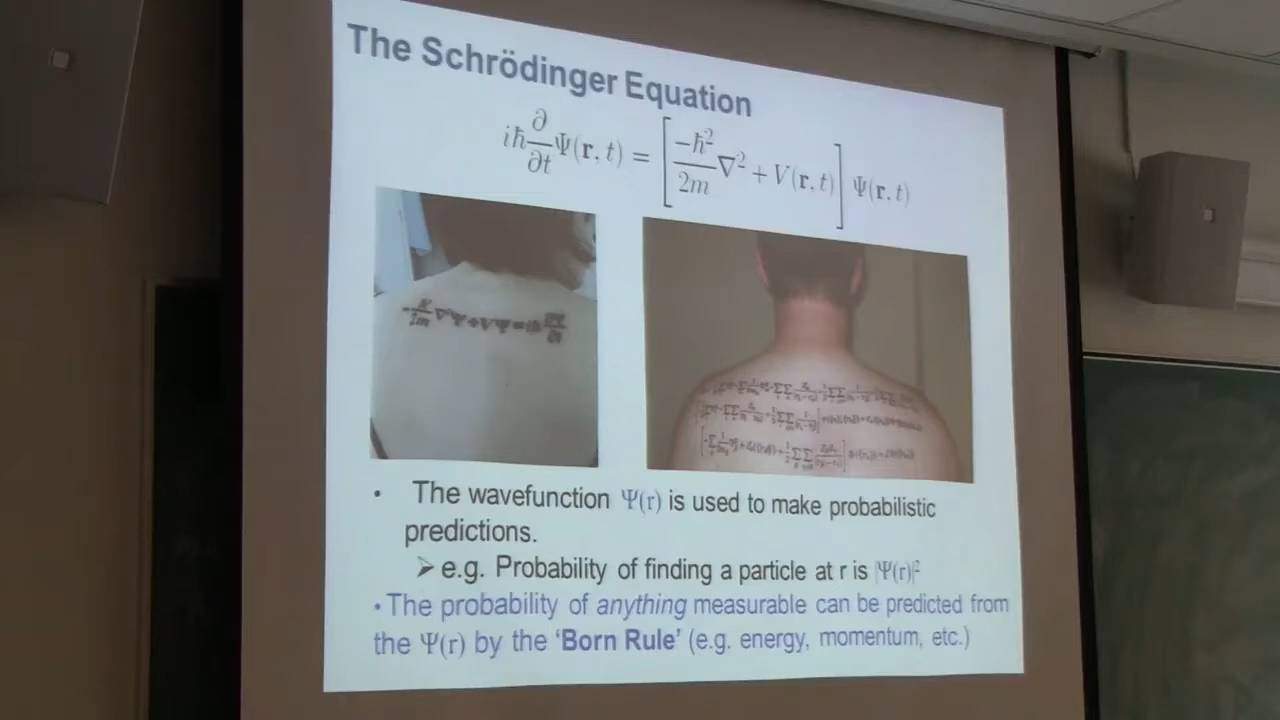 The Schrödinger Equation
iħ ∂/∂t Ψ(r, t) = [ -ħ²/2m ∇² + V(r, t) ] Ψ(r, t)
∇²Ψ + VΨ = iħ
• The wavefunction Ψ(r) is used to make probabilistic
predictions.
➤ e.g. Probability of finding a particle at r is |Ψ(r)|²
• The probability of anything measurable can be predicted from
the Ψ(r) by the ‘Born Rule’ (e.g. energy, momentum, etc.)